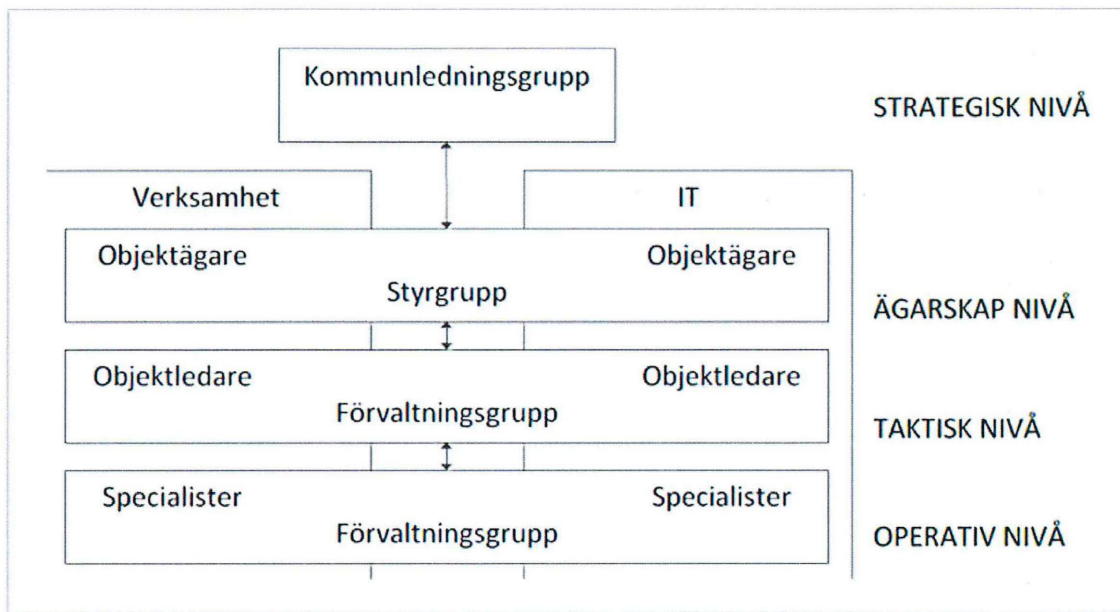 Kommunledningsgrupp
STRATEGISK NIVÅ
Verksamhet
IT
Objektägare
Objektägare
Styrgrupp
ÄGARSKAP NIVÅ
Objektledare
Objektledare
Förvaltningsgrupp
TAKTISK NIVÅ
Specialister
Specialister
Förvaltningsgrupp
OPERATIV NIVÅ